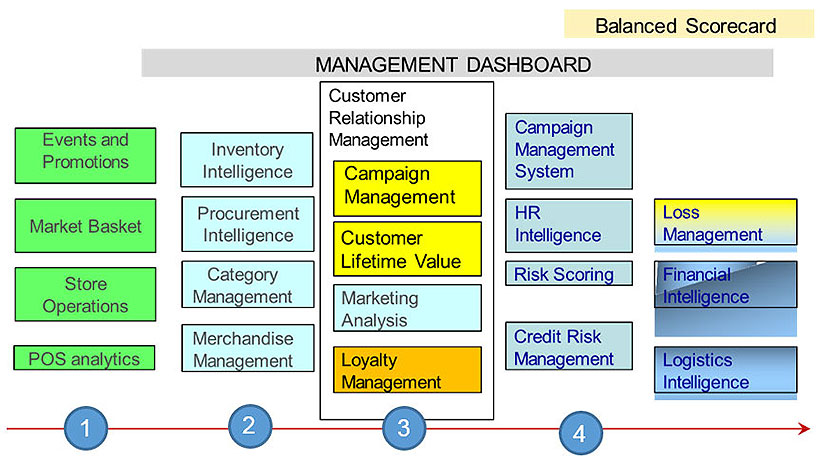 Balanced Scorecard
MANAGEMENT DASHBOARD
Events and
Promotions
Market Basket
Store
Operations
POS analytics
Inventory
Intelligence
Procurement
Intelligence
Category
Management
Merchandise
Management
Customer
Relationship
Management
Campaign
Management
Customer
Lifetime Value
Marketing
Analysis
Loyalty
Management
Campaign
Management
System
HR
Intelligence
Risk Scoring
Credit Risk
Management
Loss
Management
Financial
Intelligence
Logistics
Intelligence
1
2
3
4